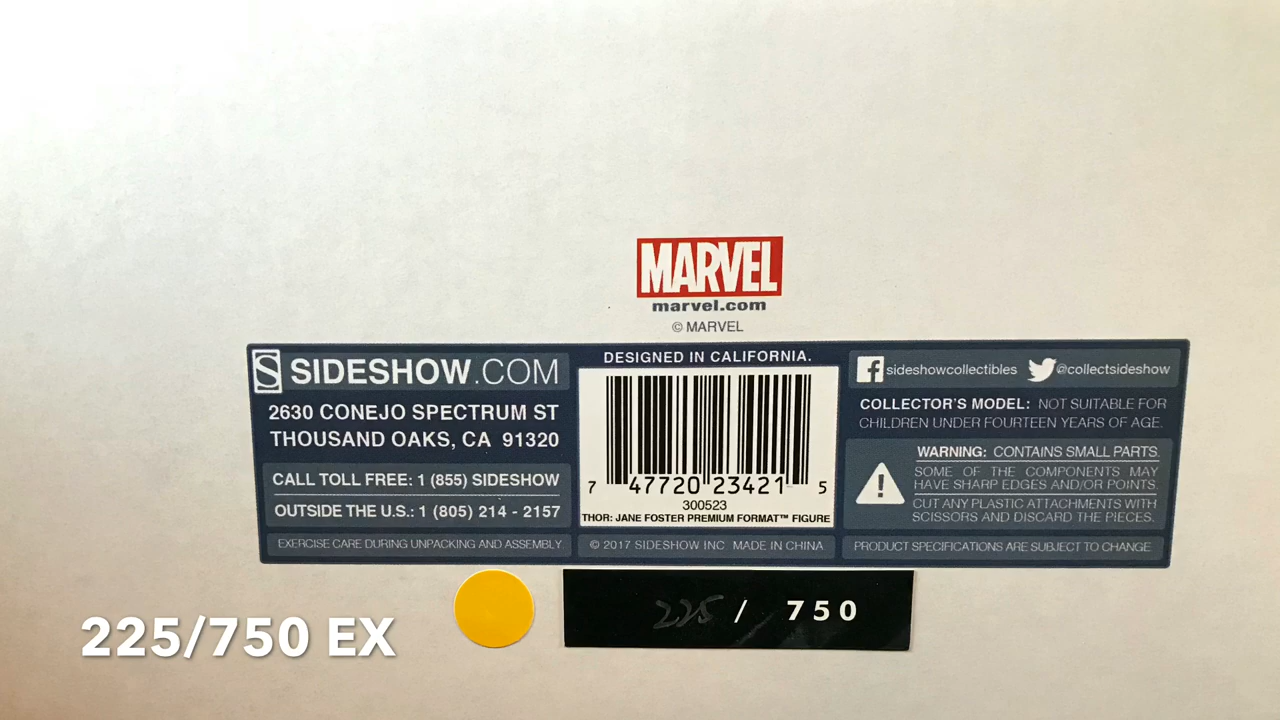 MARVEL
marvel.com
© MARVEL
SIDESHOW.COM
2630 CONEJO SPECTRUM ST
THOUSAND OAKS, CA 91320
CALL TOLL FREE: 1 (855) SIDESHOW
OUTSIDE THE U.S.: 1 (805) 214 - 2157
EXERCISE CARE DURING UNPACKING AND ASSEMBLY
DESIGNED IN CALIFORNIA.
7 47720 23421 5
300523
THOR: JANE FOSTER PREMIUM FORMAT™ FIGURE
© 2017 SIDESHOW INC. MADE IN CHINA
sideshowcollectibles @collectsideshow
COLLECTOR'S MODEL: NOT SUITABLE FOR
CHILDREN UNDER FOURTEEN YEARS OF AGE.
WARNING: CONTAINS SMALL PARTS.
SOME OF THE COMPONENTS MAY
HAVE SHARP EDGES AND/OR POINTS.
CUT ANY PLASTIC ATTACHMENTS WITH
SCISSORS AND DISCARD THE PIECES.
PRODUCT SPECIFICATIONS ARE SUBJECT TO CHANGE
225 / 750
225/750 EX